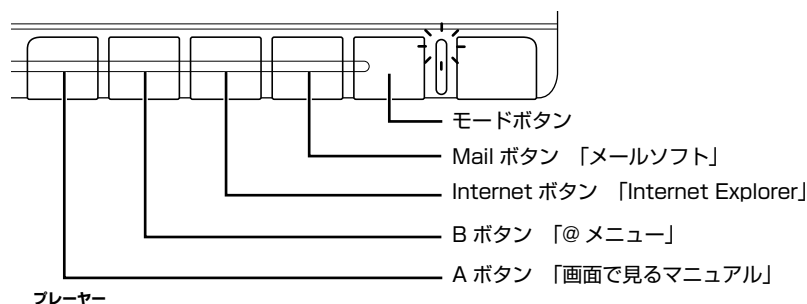 モードボタン
Mail ボタン 「メールソフト」
Internet ボタン 「Internet Explorer」
B ボタン 「@ メニュー」
A ボタン 「画面で見るマニュアル」
プレーヤー